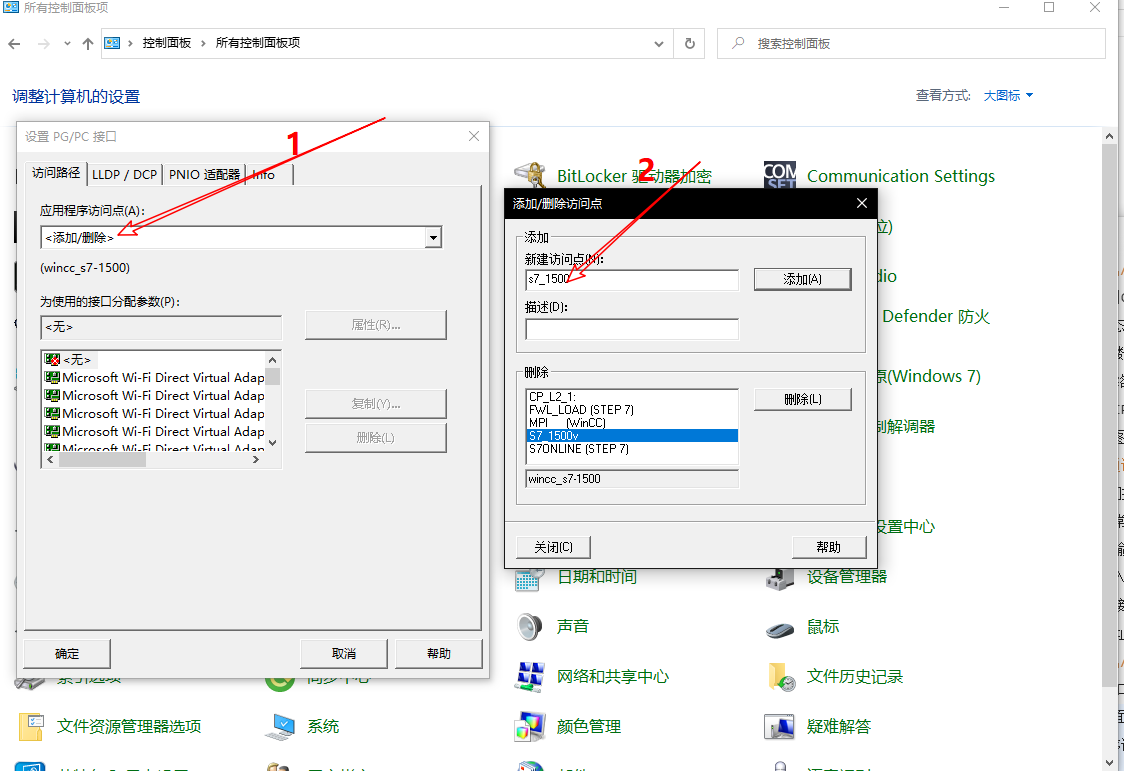 所有控制面板项
控制面板 › 所有控制面板项
搜索控制面板
调整计算机的设置
查看方式: 大图标
设置 PG/PC 接口
1
访问路径
LLDP / DCP
PNIO 适配器
Info
应用程序访问点(A):
<添加/删除>
(wincc_s7-1500)
为使用的接口分配参数(P):
<无>
属性(R)...
<无>
Microsoft Wi-Fi Direct Virtual Adap
Microsoft Wi-Fi Direct Virtual Adap
Microsoft Wi-Fi Direct Virtual Adap
Microsoft Wi-Fi Direct Virtual Adap
Microsoft Wi-Fi Direct Virtual Adap
复制(Y)...
删除(L)
确定
取消
帮助
BitLocker 驱动器加密
2
COM
SET
Communication Settings
添加/删除访问点
添加
新建访问点(N):
s7_1500
添加(A)
描述(D):
删除
CP_L2_1:
FWL_LOAD (STEP 7)
MPI (WinCC)
S7_1500v
S7ONLINE (STEP 7)
删除(L)
wincc_s7-1500
关闭(C)
帮助
Defender 防火
(Windows 7)
制解调器
设置中心
日期和时间
设备管理器
声音
鼠标
索引选项
同步中心
网络和共享中心
文件历史记录
文件资源管理器选项
系统
颜色管理
疑难解答